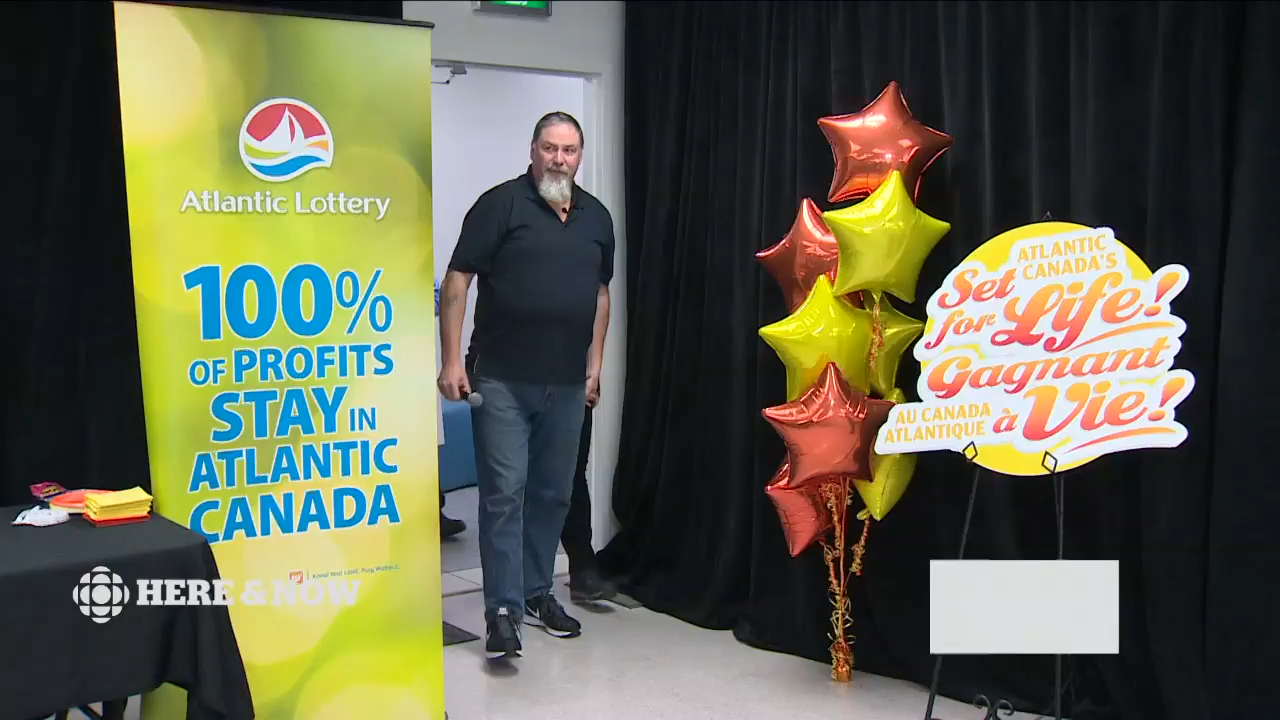 Atlantic Lottery
100%
OF PROFITS
STAY IN
ATLANTIC
CANADA
HERE & NOW
ATLANTIC
CANADA'S
Set
for Life!
Gagnant
à Vie!
AU CANADA
ATLANTIQUE